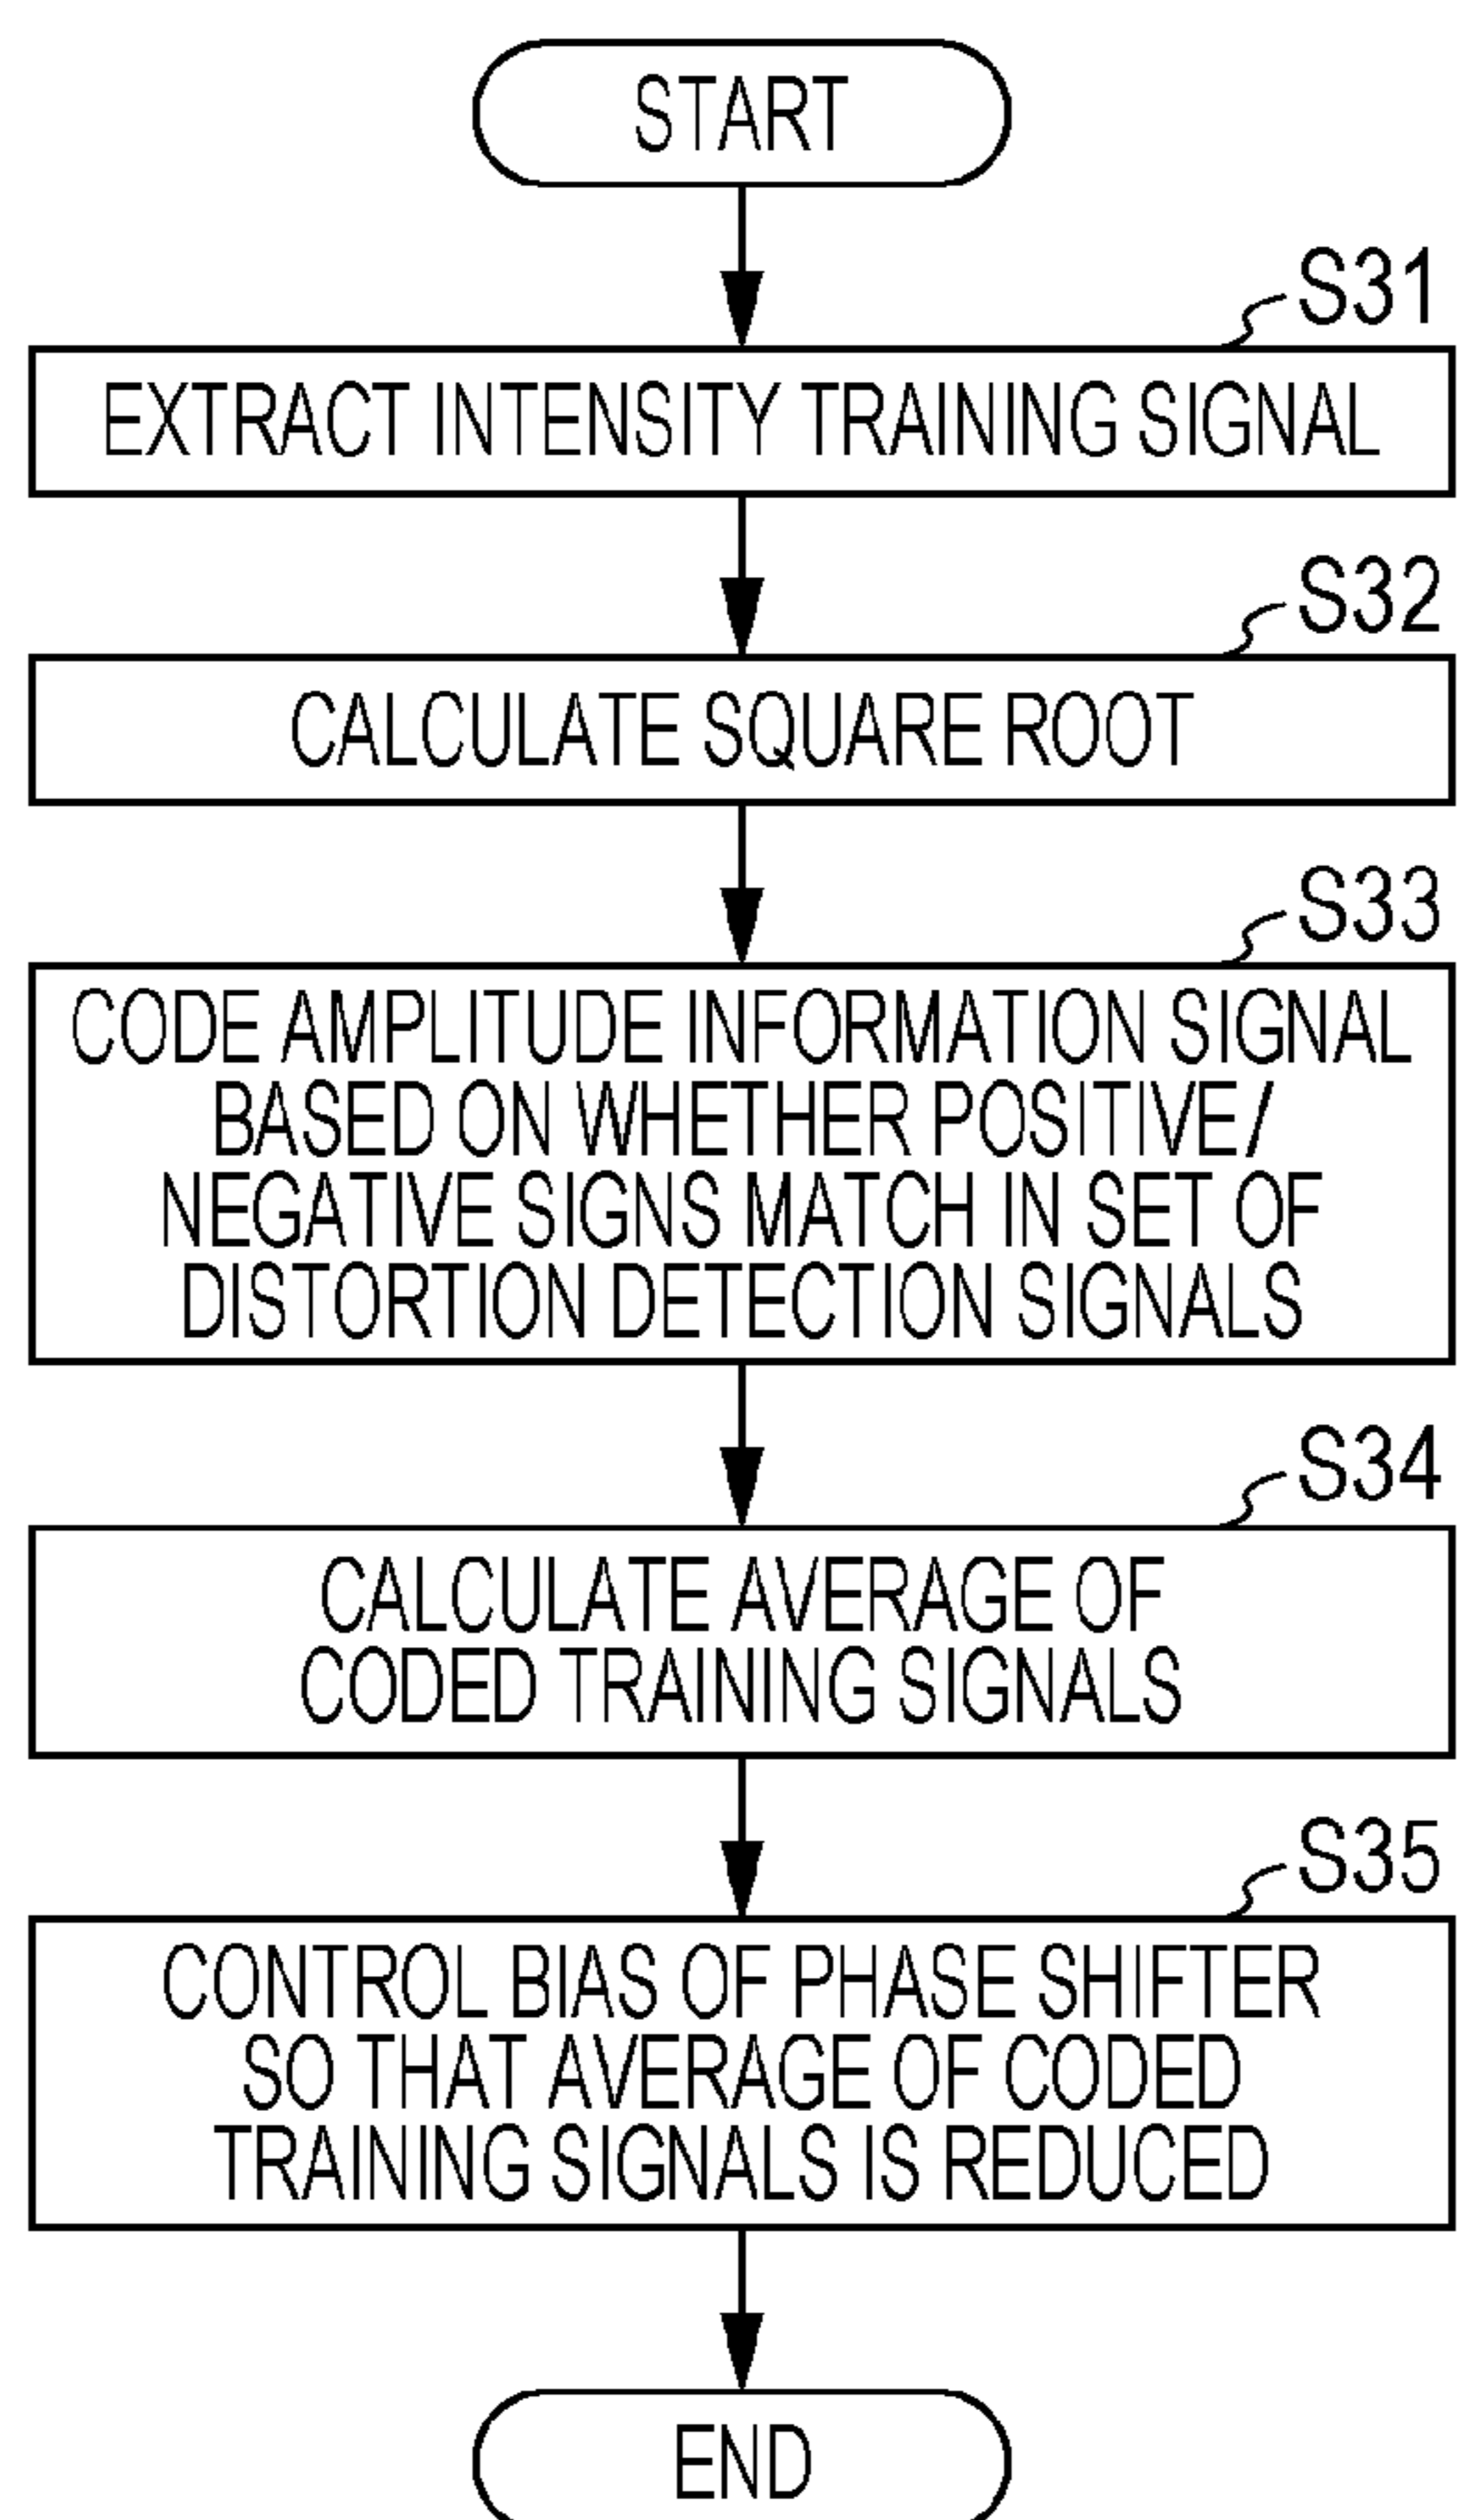 START
S31
EXTRACT INTENSITY TRAINING SIGNAL
S32
CALCULATE SQUARE ROOT
S33
CODE AMPLITUDE INFORMATION SIGNAL
BASED ON WHETHER POSITIVE/
NEGATIVE SIGNS MATCH IN SET OF
DISTORTION DETECTION SIGNALS
S34
CALCULATE AVERAGE OF
CODED TRAINING SIGNALS
S35
CONTROL BIAS OF PHASE SHIFTER
SO THAT AVERAGE OF CODED
TRAINING SIGNALS IS REDUCED
END